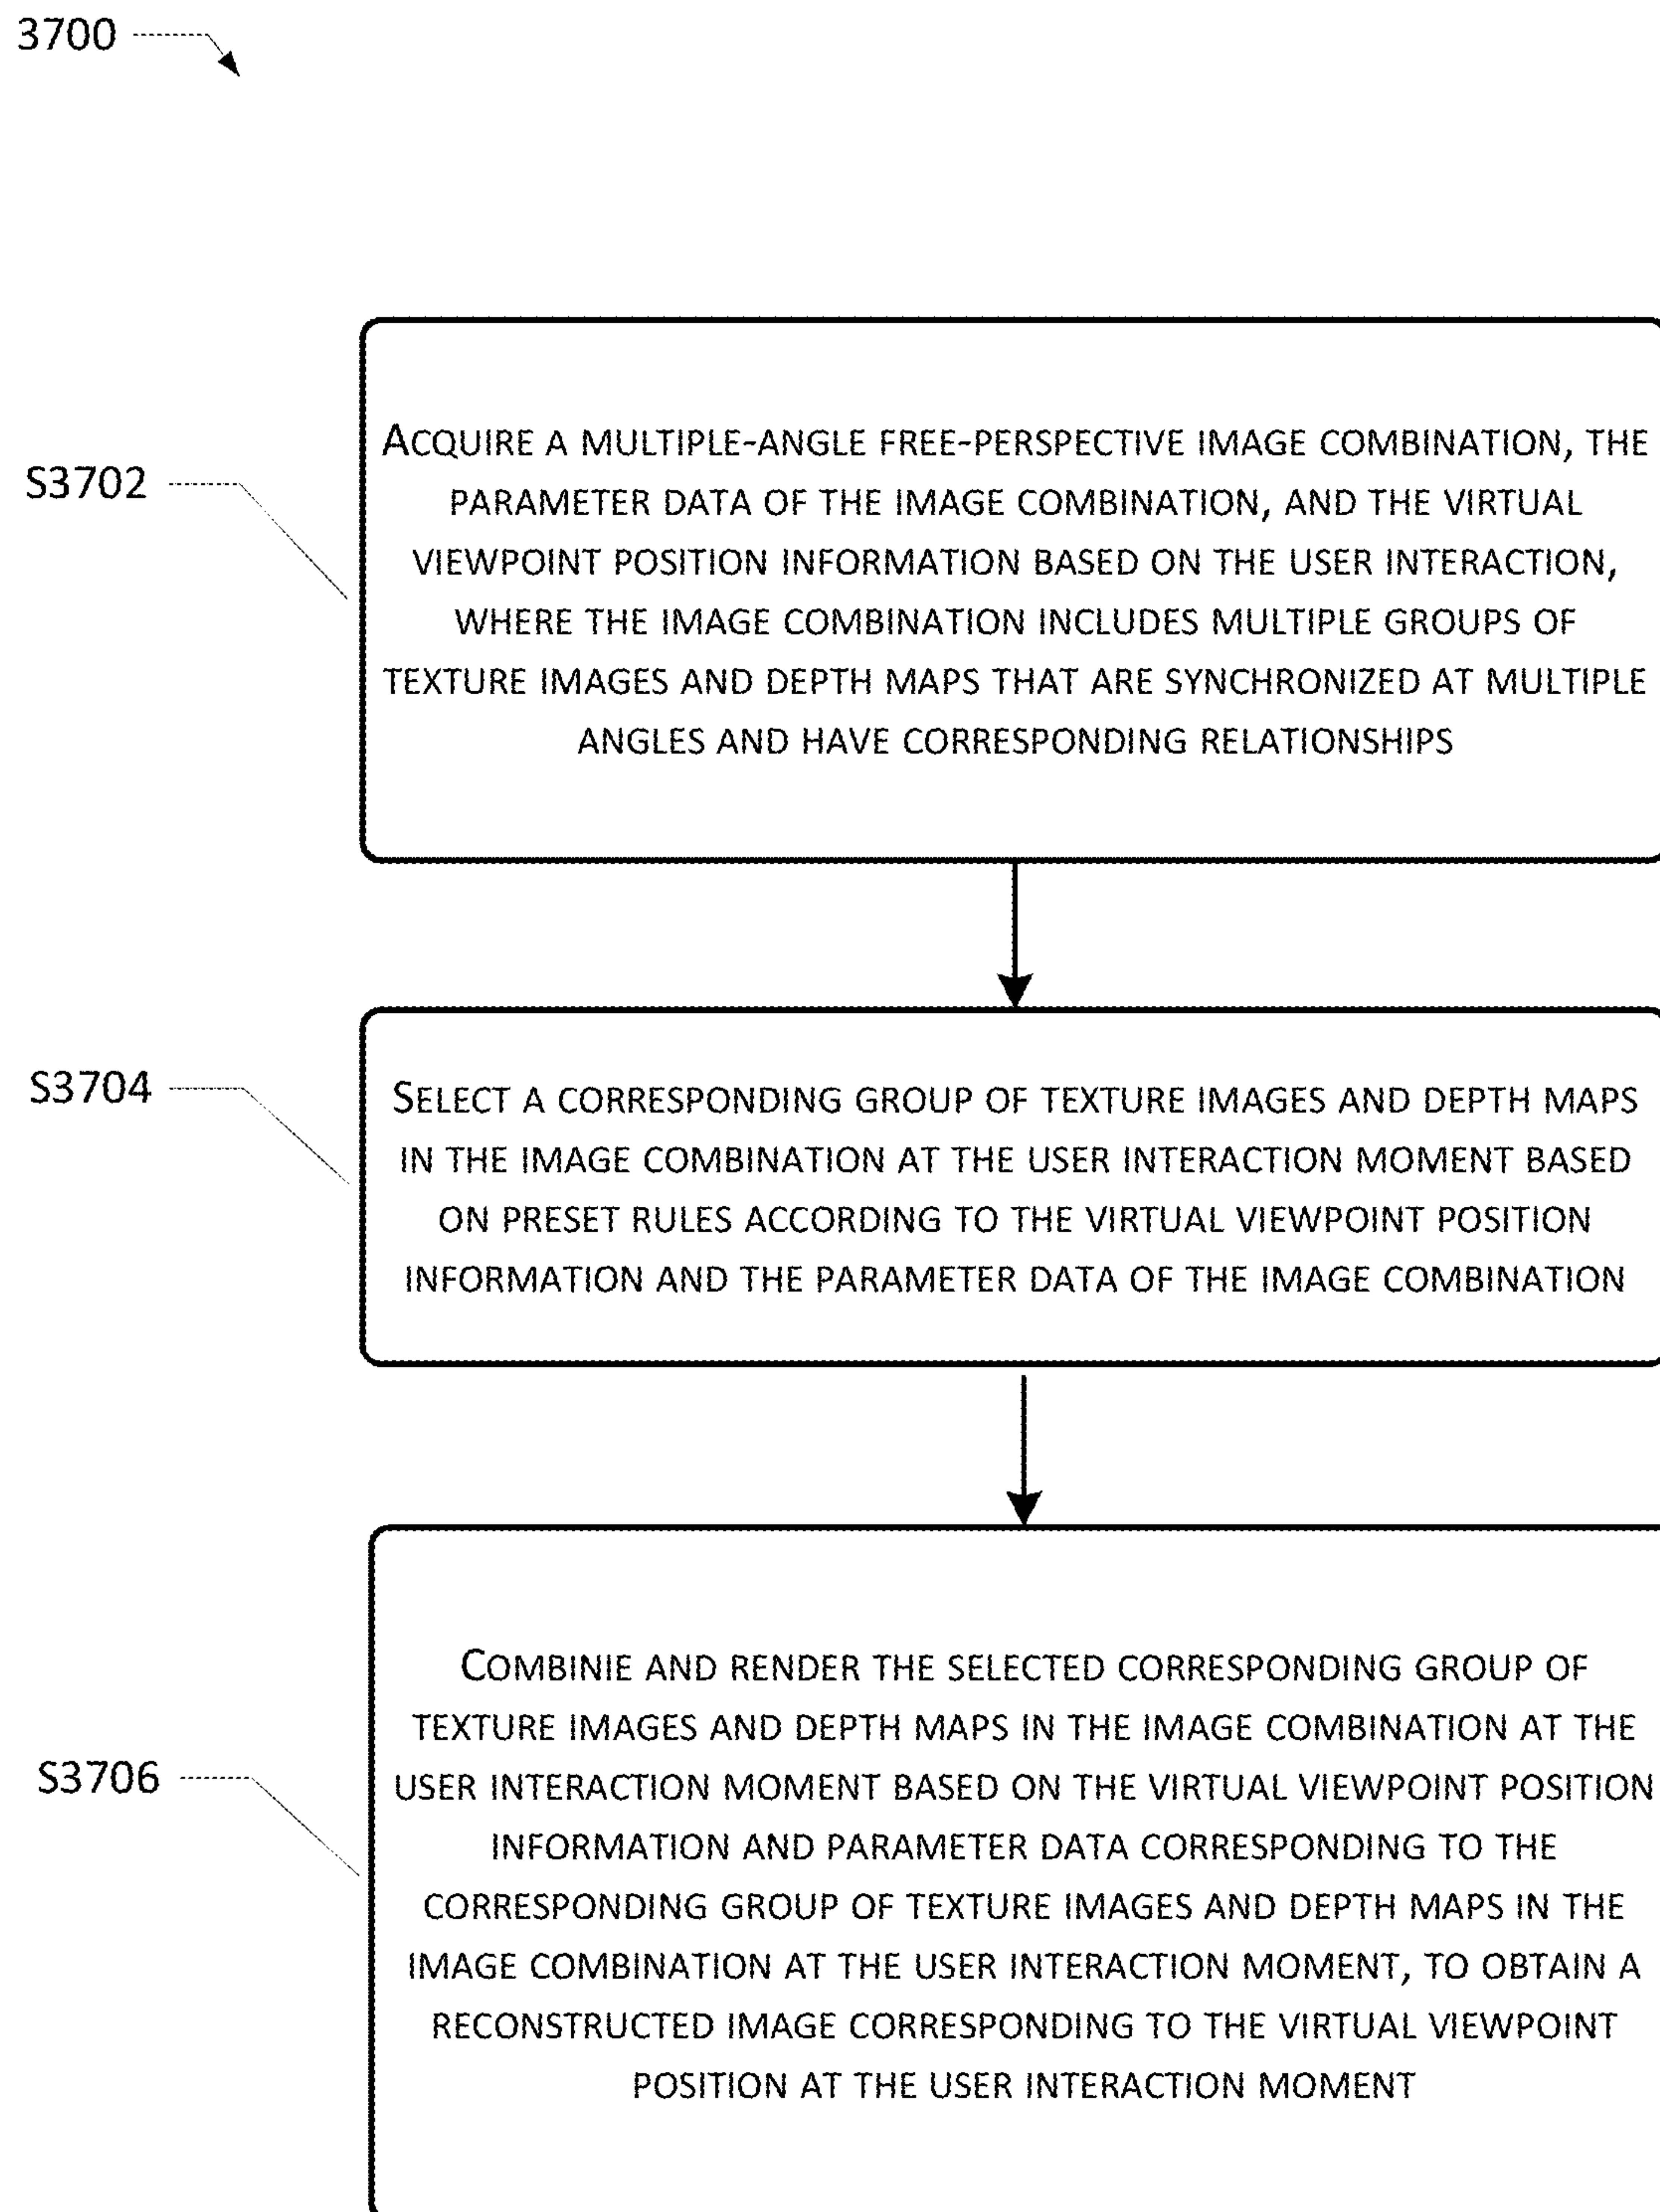 3700
S3702
ACQUIRE A MULTIPLE-ANGLE FREE-PERSPECTIVE IMAGE COMBINATION, THE
PARAMETER DATA OF THE IMAGE COMBINATION, AND THE VIRTUAL
VIEWPOINT POSITION INFORMATION BASED ON THE USER INTERACTION,
WHERE THE IMAGE COMBINATION INCLUDES MULTIPLE GROUPS OF
TEXTURE IMAGES AND DEPTH MAPS THAT ARE SYNCHRONIZED AT MULTIPLE
ANGLES AND HAVE CORRESPONDING RELATIONSHIPS
S3704
SELECT A CORRESPONDING GROUP OF TEXTURE IMAGES AND DEPTH MAPS
IN THE IMAGE COMBINATION AT THE USER INTERACTION MOMENT BASED
ON PRESET RULES ACCORDING TO THE VIRTUAL VIEWPOINT POSITION
INFORMATION AND THE PARAMETER DATA OF THE IMAGE COMBINATION
S3706
COMBINIE AND RENDER THE SELECTED CORRESPONDING GROUP OF
TEXTURE IMAGES AND DEPTH MAPS IN THE IMAGE COMBINATION AT THE
USER INTERACTION MOMENT BASED ON THE VIRTUAL VIEWPOINT POSITION
INFORMATION AND PARAMETER DATA CORRESPONDING TO THE
CORRESPONDING GROUP OF TEXTURE IMAGES AND DEPTH MAPS IN THE
IMAGE COMBINATION AT THE USER INTERACTION MOMENT, TO OBTAIN A
RECONSTRUCTED IMAGE CORRESPONDING TO THE VIRTUAL VIEWPOINT
POSITION AT THE USER INTERACTION MOMENT